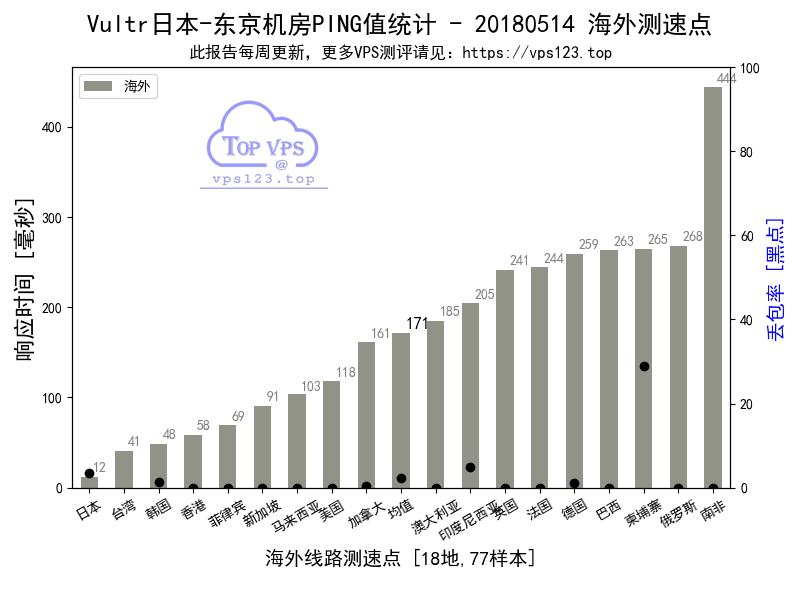 Vultr日本-东京机房PING值统计 - 20180514 海外测速点
此报告每周更新，更多VPS测评请见：https://vps123.top
海外
Top VPS
@
vps123.top
响应时间 [毫秒]
400
300
200
100
0
12
41
48
58
69
91
103
118
161
171
185
205
241
244
259
263
265
268
444
100
80
60
40
20
0
丢包率 [黑点]
日本
台湾
韩国
香港
菲律宾
新加坡
马来西亚
美国
加拿大
均值
澳大利亚
印度尼西亚
英国
法国
德国
巴西
柬埔寨
俄罗斯
南非
海外线路测速点 [18地,77样本]